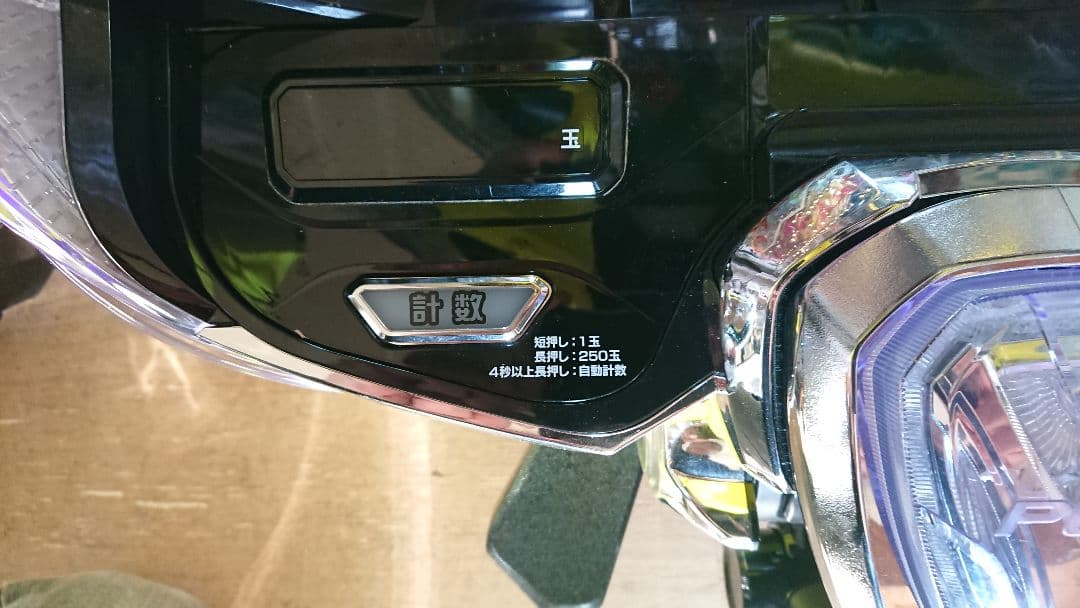 玉
計数
短押し：1玉
長押し：250玉
4秒以上長押し：自動計数